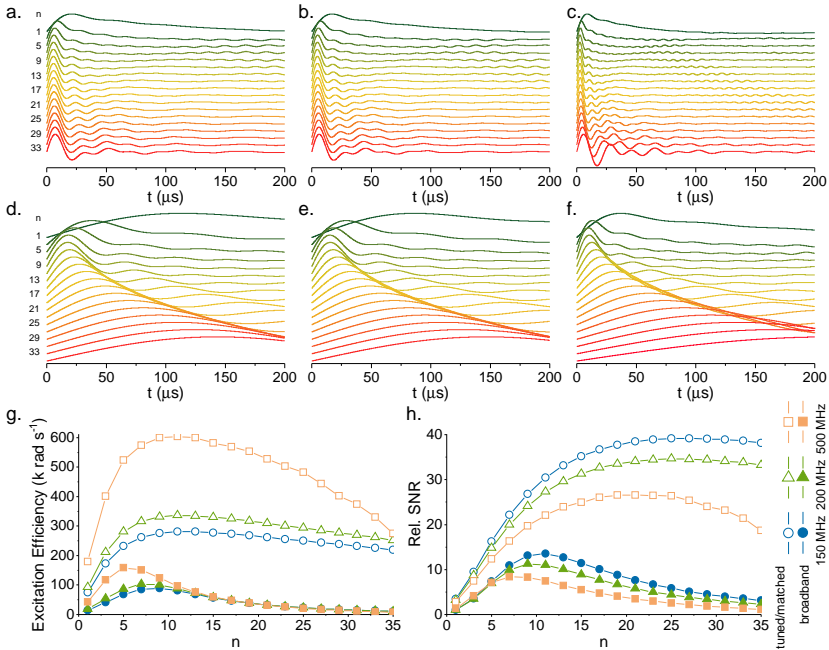 a.
b.
c.
n
1
5
9
13
17
21
25
29
33
0 50 100 150 200
0 50 100 150 200
0 50 100 150 200
t (μs)
t (μs)
t (μs)
d.
e.
f.
n
1
5
9
13
17
21
25
29
33
0 50 100 150 200
0 50 100 150 200
0 50 100 150 200
t (μs)
t (μs)
t (μs)
g.
Excitation Efficiency (k rad s⁻¹)
600
500
400
300
200
100
0
0 5 10 15 20 25 30 35
n
h.
Rel. SNR
40
30
20
10
0
0 5 10 15 20 25 30 35
n
500 MHz
200 MHz
150 MHz
tuned/matched
broadband